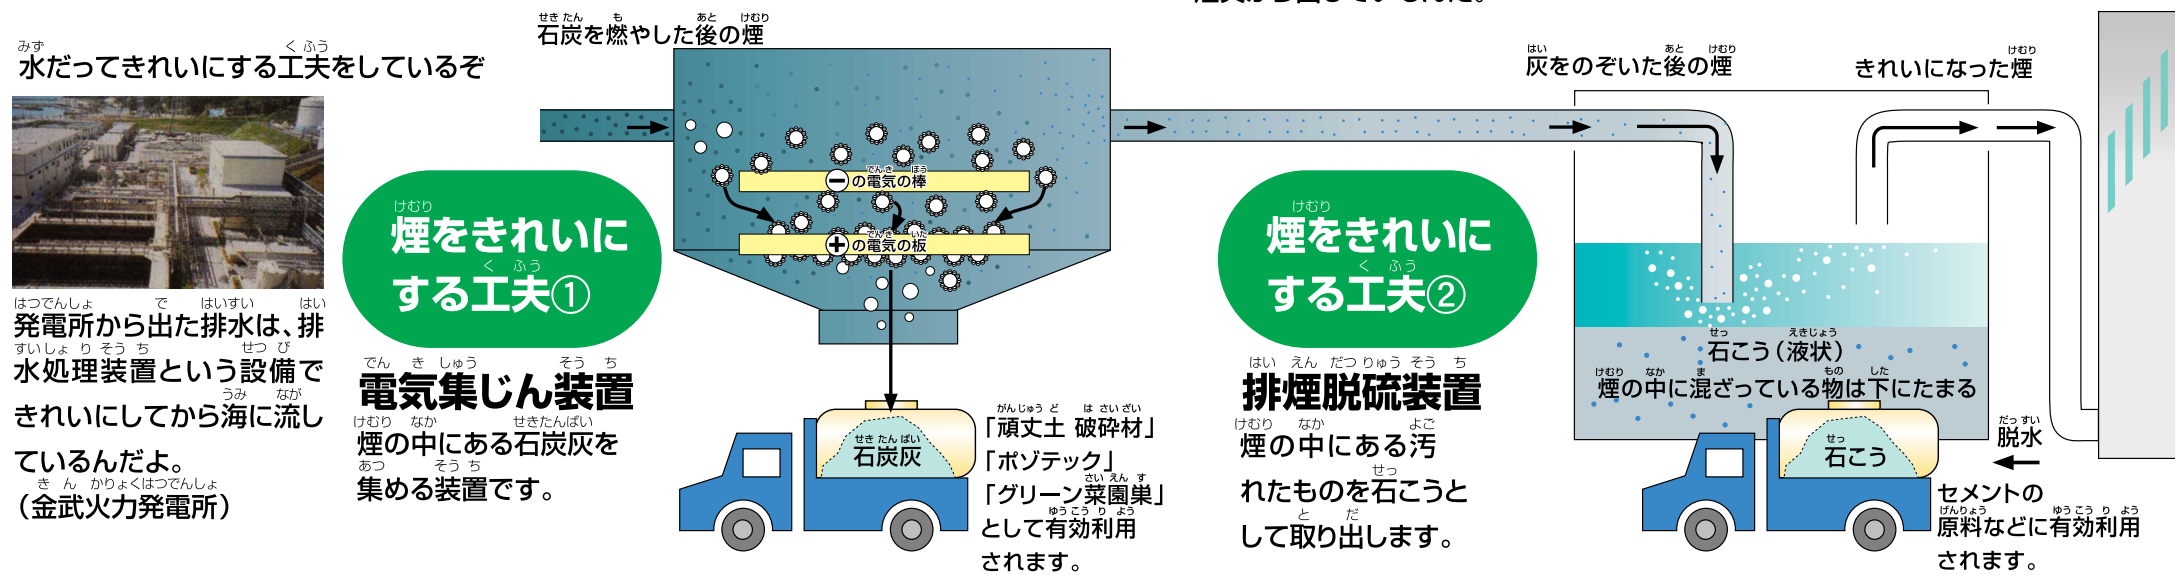 水だってきれいにする工夫をしているぞ
発電所から出た排水は、排
水処理装置という設備で
きれいにしてから海に流し
ているんだよ。
（金武火力発電所）
煙をきれいに
する工夫①
電気集じん装置
煙の中にある石炭灰を
集める装置です。
石炭を燃やした後の煙
－の電気の棒
＋の電気の板
石炭灰
「頑丈土 破砕材」
「ポゾテック」
「グリーン菜園巣」
として有効利用
されます。
煙をきれいに
する工夫②
排煙脱硫装置
煙の中にある汚
れたものを石こうと
して取り出します。
灰をのぞいた後の煙
きれいになった煙
石こう（液状）
煙の中に混ざっている物は下にたまる
石こう
脱水
セメントの
原料などに有効利用
されます。